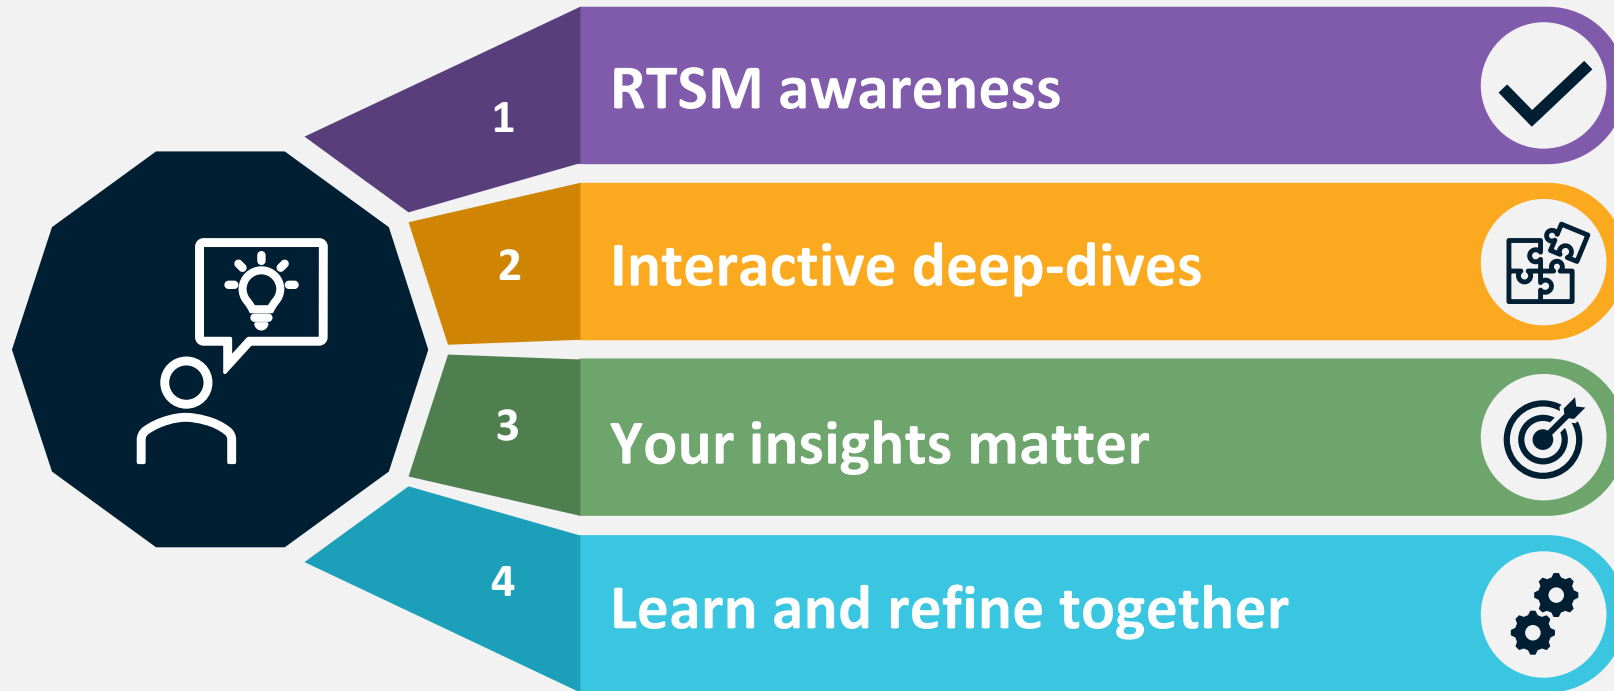 1
RTSM awareness
2
Interactive deep-dives
3
Your insights matter
4
Learn and refine together